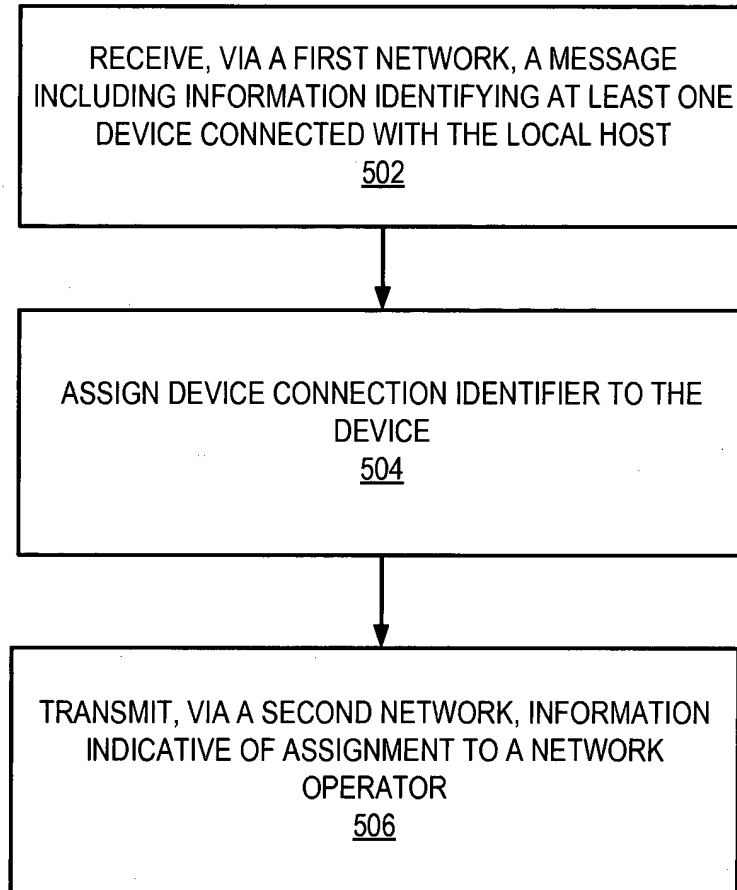 RECEIVE, VIA A FIRST NETWORK, A MESSAGE
INCLUDING INFORMATION IDENTIFYING AT LEAST ONE
DEVICE CONNECTED WITH THE LOCAL HOST
502
ASSIGN DEVICE CONNECTION IDENTIFIER TO THE
DEVICE
504
TRANSMIT, VIA A SECOND NETWORK, INFORMATION
INDICATIVE OF ASSIGNMENT TO A NETWORK
OPERATOR
506